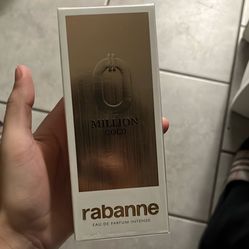 MILLION
GOLD
rabanne
EAU DE PARFUM INTENSE